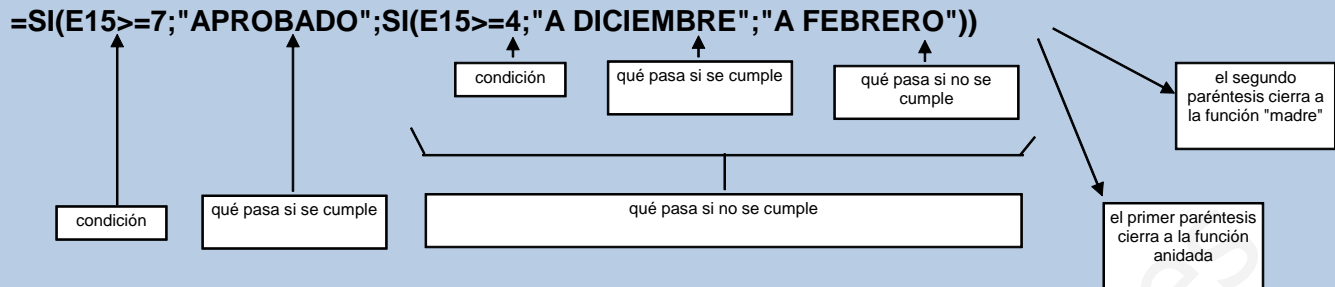 =SI(E15>=7;"APROBADO";SI(E15>=4;"A DICIEMBRE";"A FEBRERO"))
condición
qué pasa si se cumple
qué pasa si no se
cumple
el segundo
paréntesis cierra a
la función "madre"
condición
qué pasa si se cumple
qué pasa si no se cumple
el primer paréntesis
cierra a la función
anidada